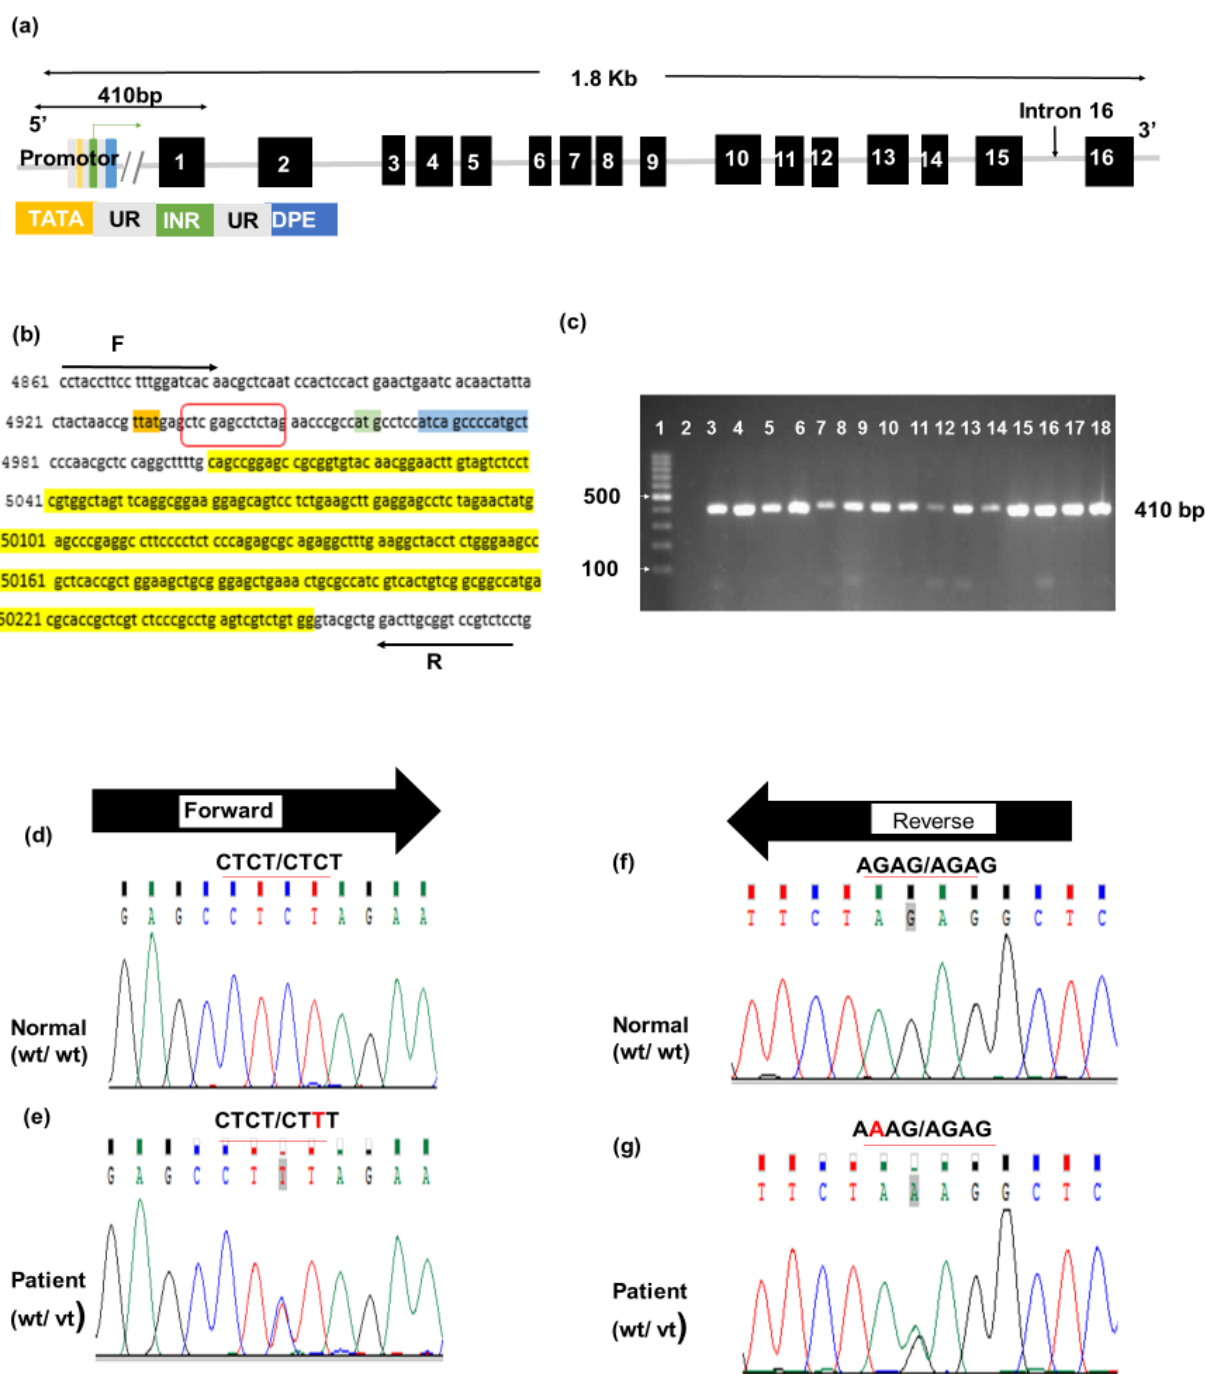 (a)
1.8 Kb
410bp
Intron 16
5’
3’
Promotor // 1 2 3 4 5 6 7 8 9 10 11 12 13 14 15 16
TATA UR INR UR DPE
(b)
F
4861 cctaccttcc tttggatcac aacgctcaat ccactccact gaactgaatc acaactatta
4921 ctactaaccg ttatgagctc gagcctctag aacccgccat gcctccatca gccccatgct
4981 cccaacgctc caggcttttg cagccggagc cgcggtgtac aacggaactt gtagtctcct
5041 cgtggctagt tcaggcggaa ggagcagtcc tctgaagctt gaggagcctc tagaactatg
50101 agcccgaggc cttcccctct cccagagcgc agaggctttg aaggctaccc ctgggaagcc
50161 gctcaccgct ggaagctgcg ggagctgaaa ctgcgccatc gtcactgtcg gcggccatga
50221 cgcaccgctcgt ctcccgcctg agtcgtctgt gggtacgctg gacttgcggt ccgtctcctg
R
(c)
1 2 3 4 5 6 7 8 9 10 11 12 13 14 15 16 17 18
500
410 bp
100
Forward
(d)
CTCT/CTCT
G A G C C T C T A G A A
Normal
(wt/ wt)
(e)
CTCT/CTTT
G A G C C T T T A G A A
Patient
(wt/ vt)
Reverse
(f)
AGAG/AGAG
T T C T A G A G G C T C
Normal
(wt/ wt)
(g)
AAAG/AGAG
T T C T A A A G G C T C
Patient
(wt/ vt)